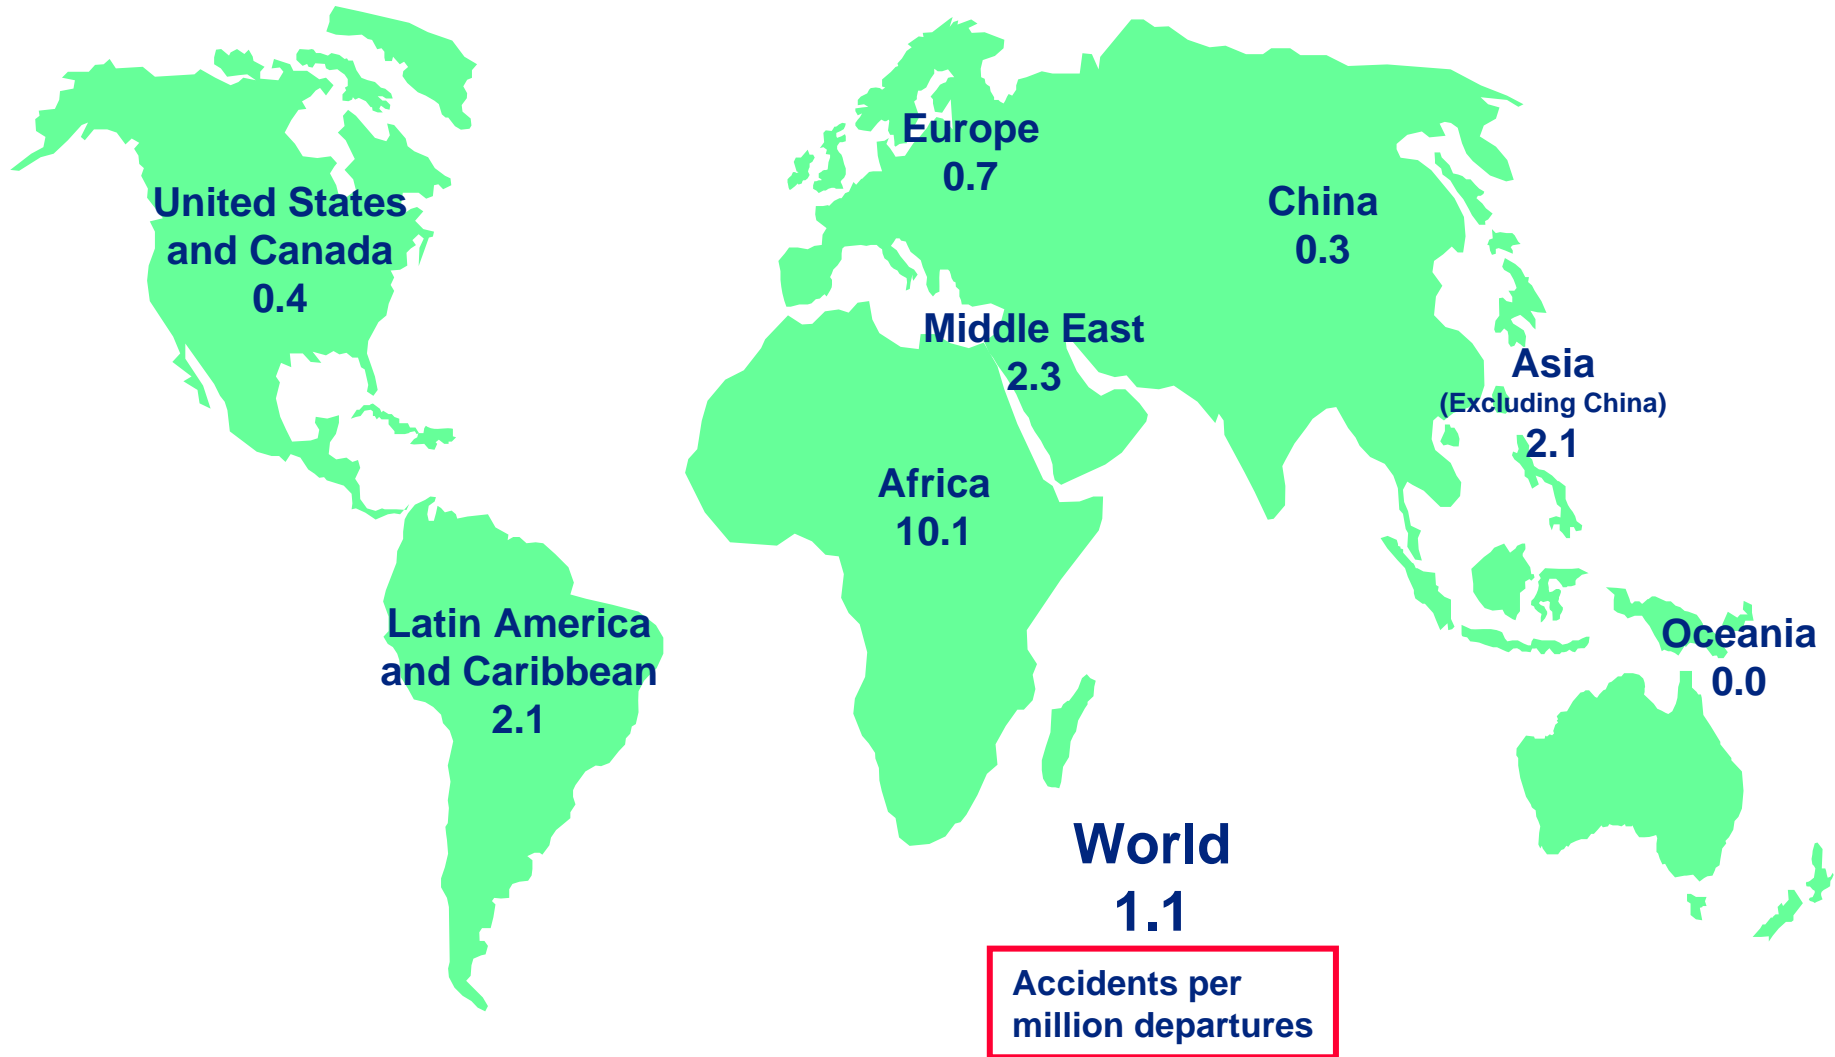 Europe
0.7
United States
and Canada
0.4
China
0.3
Middle East
2.3
Asia
(Excluding China)
2.1
Africa
10.1
Latin America
and Caribbean
2.1
Oceania
0.0
World
1.1
Accidents per
million departures